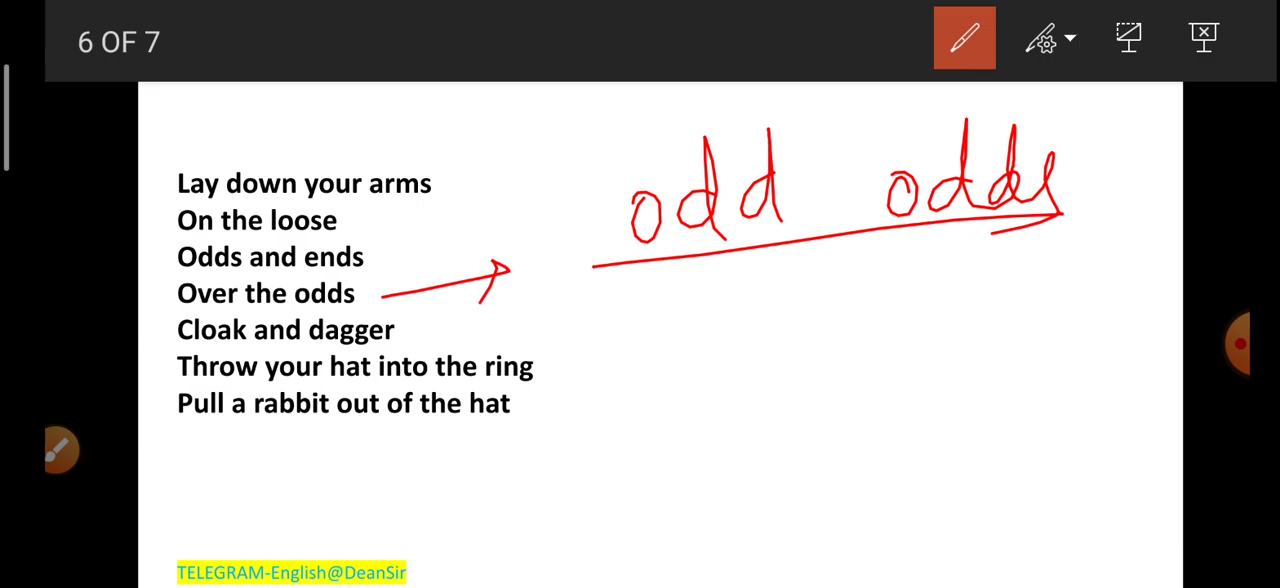 6 OF 7
odd odds
Lay down your arms
On the loose
Odds and ends
Over the odds
Cloak and dagger
Throw your hat into the ring
Pull a rabbit out of the hat
TELEGRAM-English@DeanSir